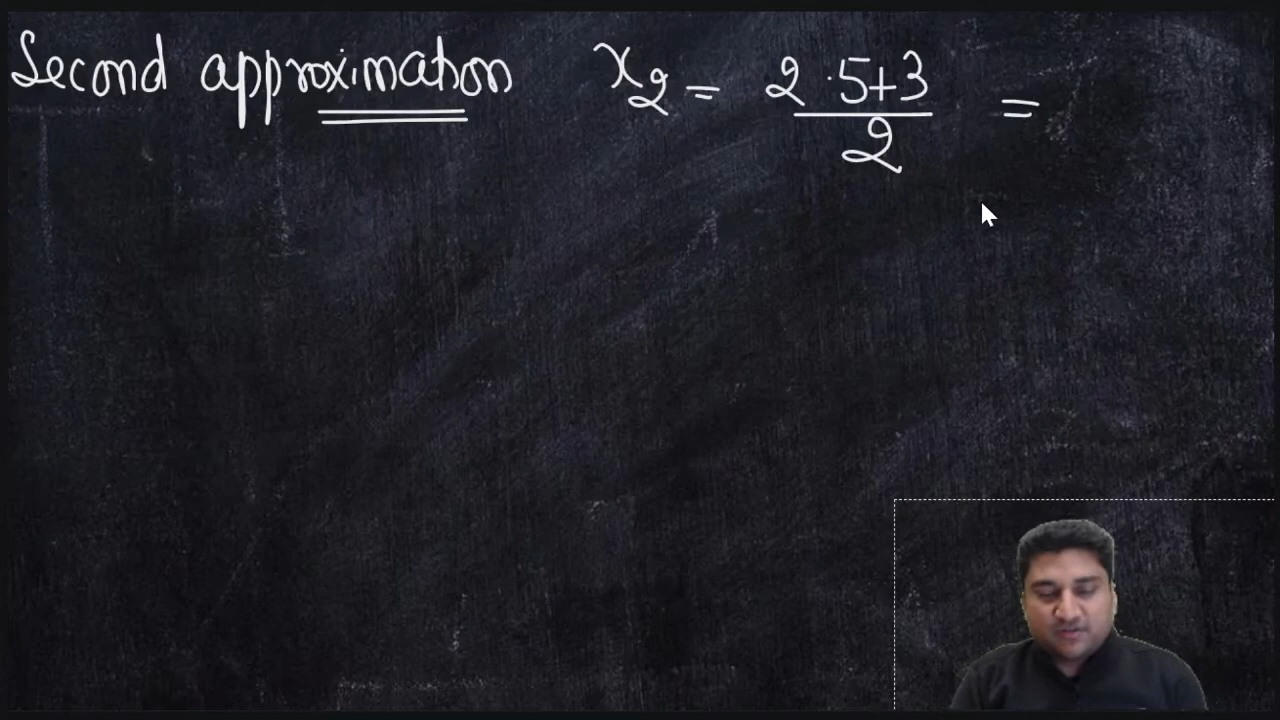 Second approximation x₂ = 2·5+3 =
2